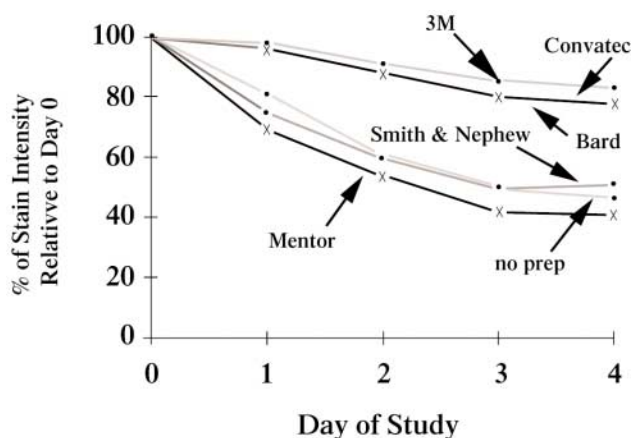 % of Stain Intensity
Relativve to Day 0
100
80
60
40
20
0
3M
Convatec
Bard
Smith & Nephew
Mentor
no prep
0 1 2 3 4
Day of Study